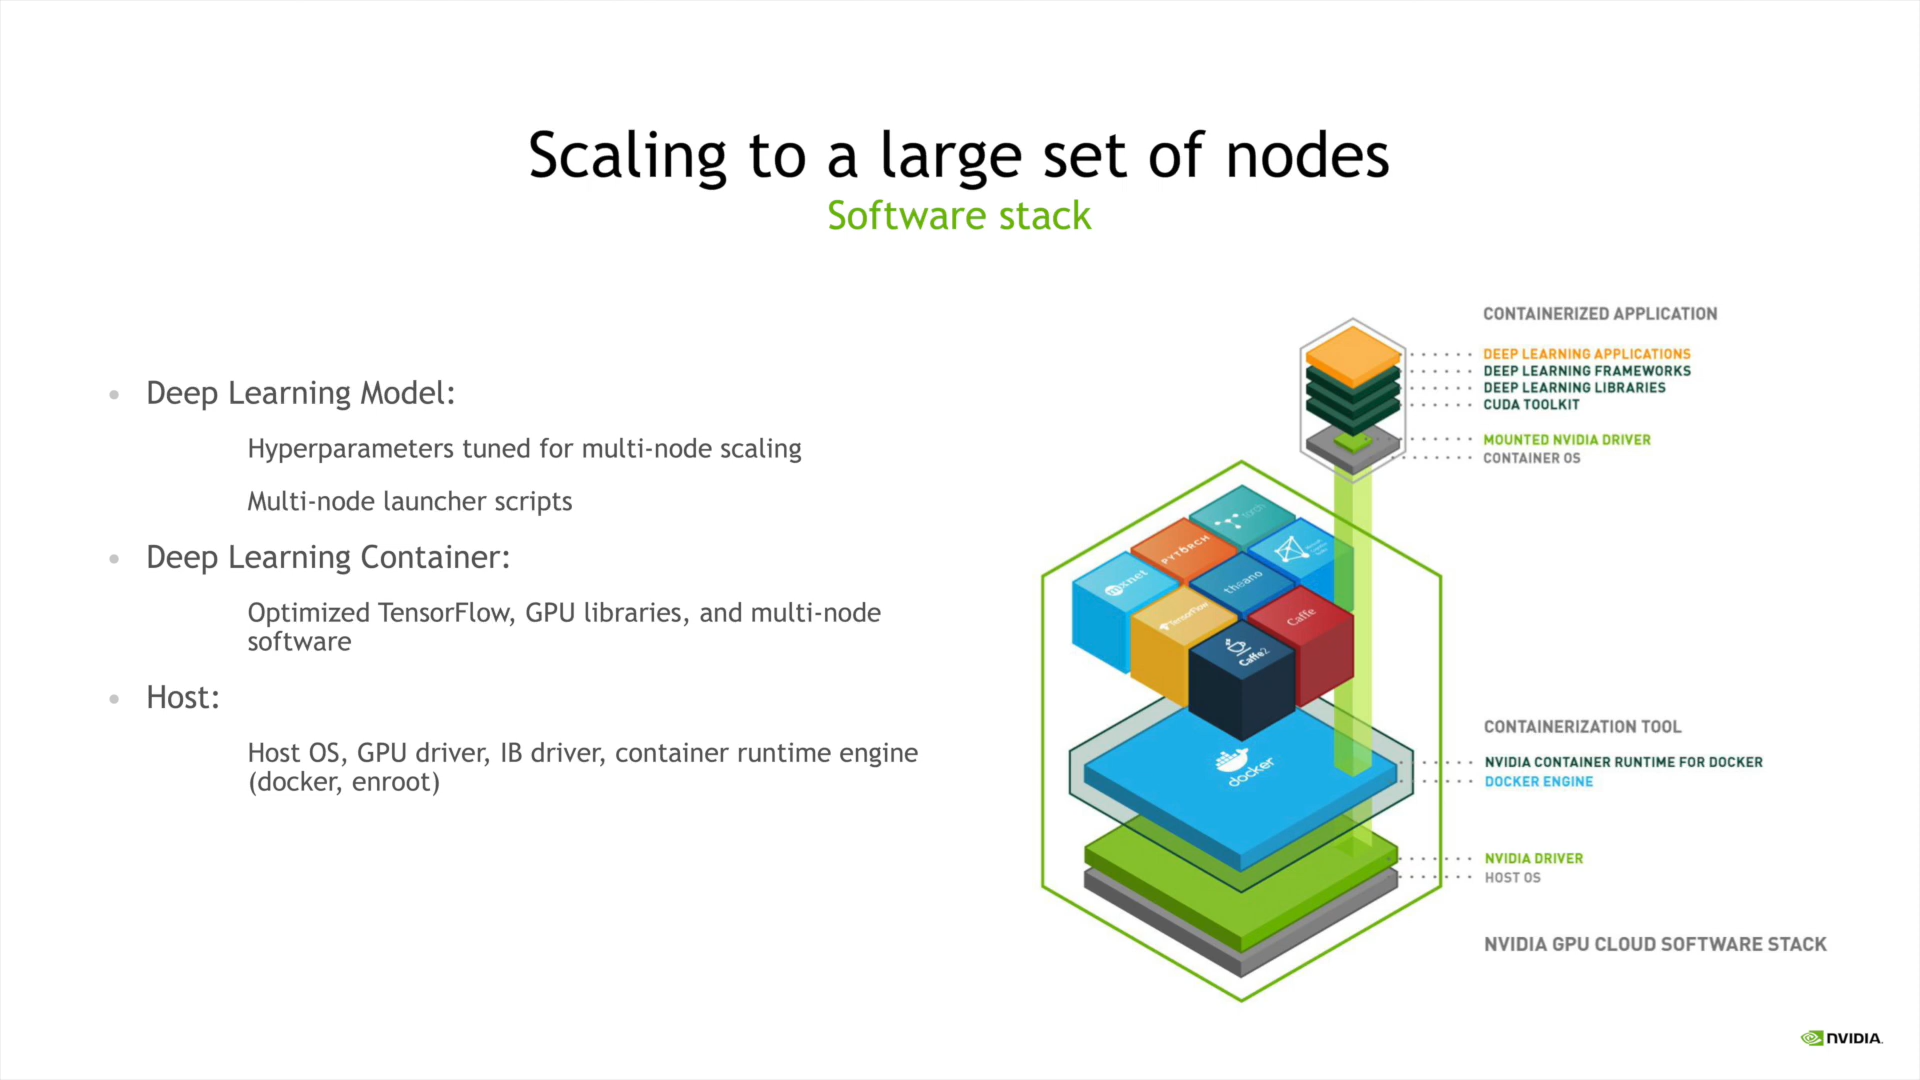 Scaling to a large set of nodes
Software stack
Deep Learning Model:
Hyperparameters tuned for multi-node scaling
Multi-node launcher scripts
Deep Learning Container:
Optimized TensorFlow, GPU libraries, and multi-node
software
Host:
Host OS, GPU driver, IB driver, container runtime engine
(docker, enroot)
CONTAINERIZED APPLICATION
DEEP LEARNING APPLICATIONS
DEEP LEARNING FRAMEWORKS
DEEP LEARNING LIBRARIES
CUDA TOOLKIT
MOUNTED NVIDIA DRIVER
CONTAINER OS
torch
PYTORCH
mxnet
theano
TensorFlow
Caffe
Caffe2
docker
CONTAINERIZATION TOOL
NVIDIA CONTAINER RUNTIME FOR DOCKER
DOCKER ENGINE
NVIDIA DRIVER
HOST OS
NVIDIA GPU CLOUD SOFTWARE STACK
NVIDIA.